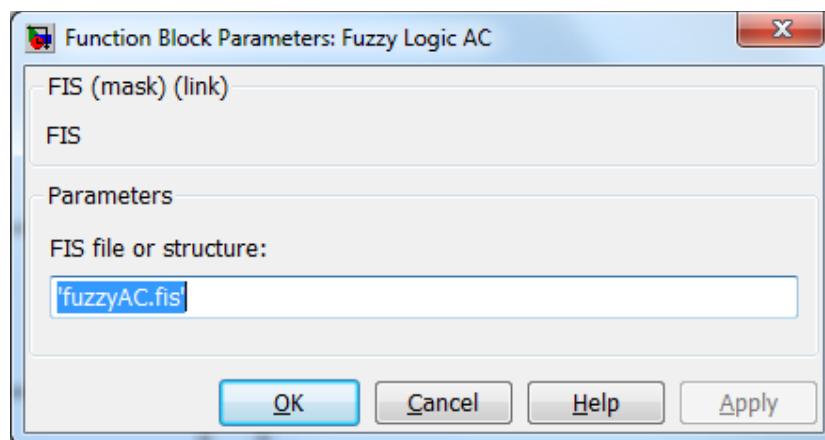 Function Block Parameters: Fuzzy Logic AC
FIS (mask) (link)
FIS
Parameters
FIS file or structure:
'fuzzyAC.fis'
OK Cancel Help Apply